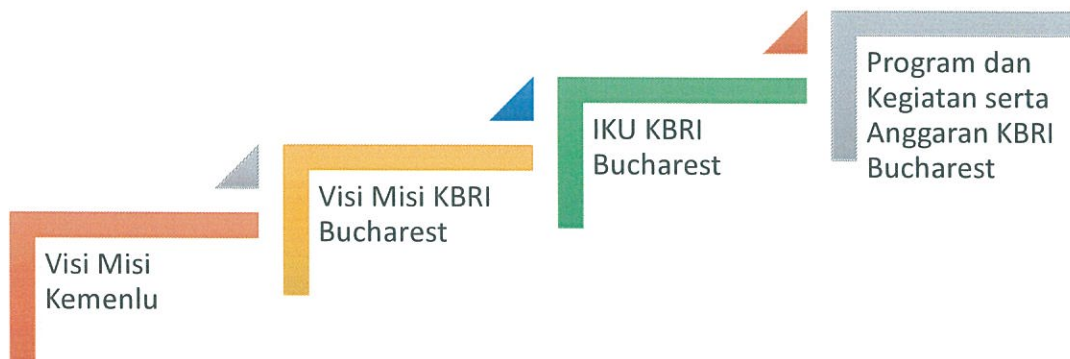 Visi Misi
Kemenlu
Visi Misi KBRI
Bucharest
IKU KBRI
Bucharest
Program dan
Kegiatan serta
Anggaran KBRI
Bucharest